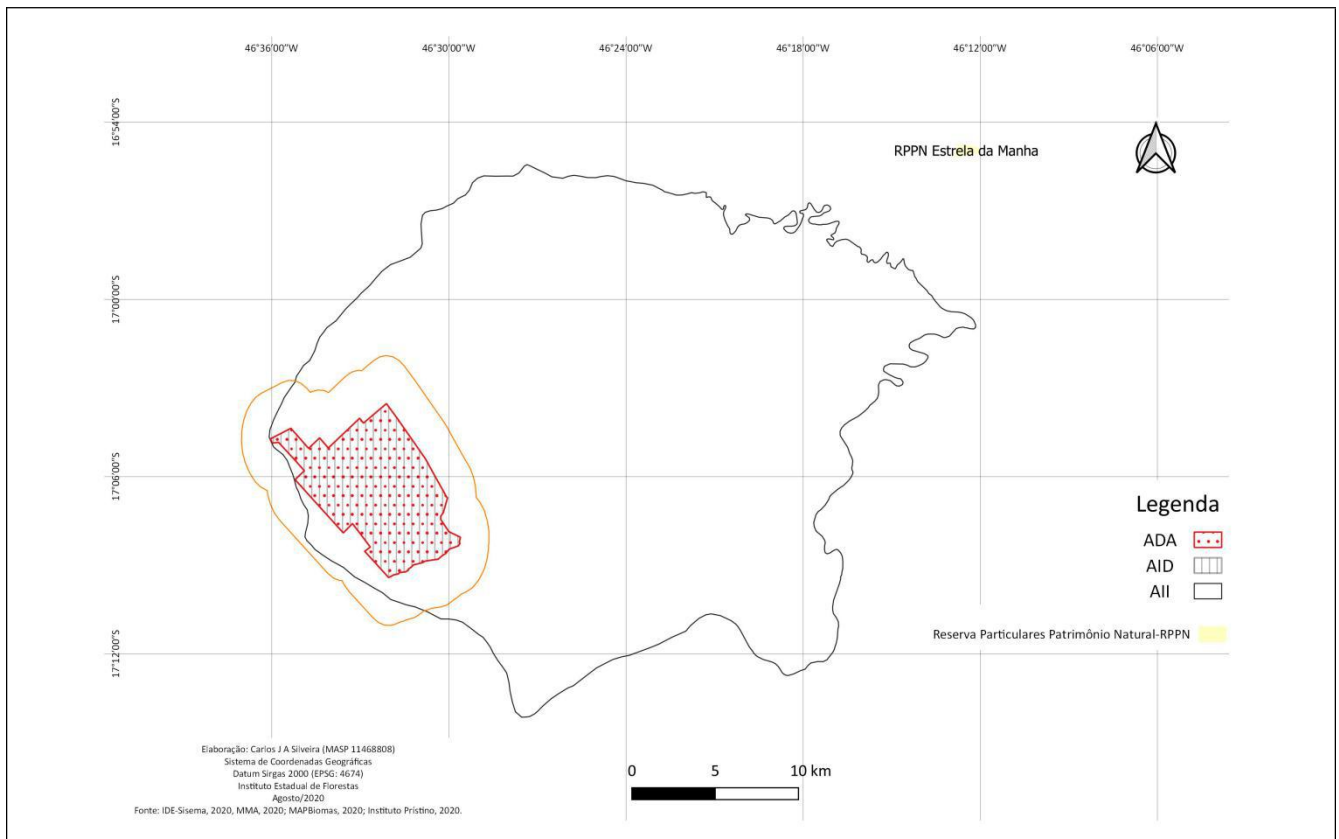 46°36'00"W 46°30'00"W 46°24'00"W 46°18'00"W 46°12'00"W 46°06'00"W
16°54'00"S
RPPN Estrela da Manha
17°00'00"S
17°06'00"S
Legenda
ADA
AID
AII
Reserva Particulares Patrimônio Natural-RPPN
17°12'00"S
Elaboração: Carlos J A Silveira (MASP 11468808)
Sistema de Coordenadas Geográficas
Datum Sirgas 2000 (EPSG: 4674)
Instituto Estadual de Florestas
Agosto/2020
Fonte: IDE-Sisema, 2020, MMA, 2020; MAPBiomas, 2020; Instituto Prístino, 2020.
0 5 10 km